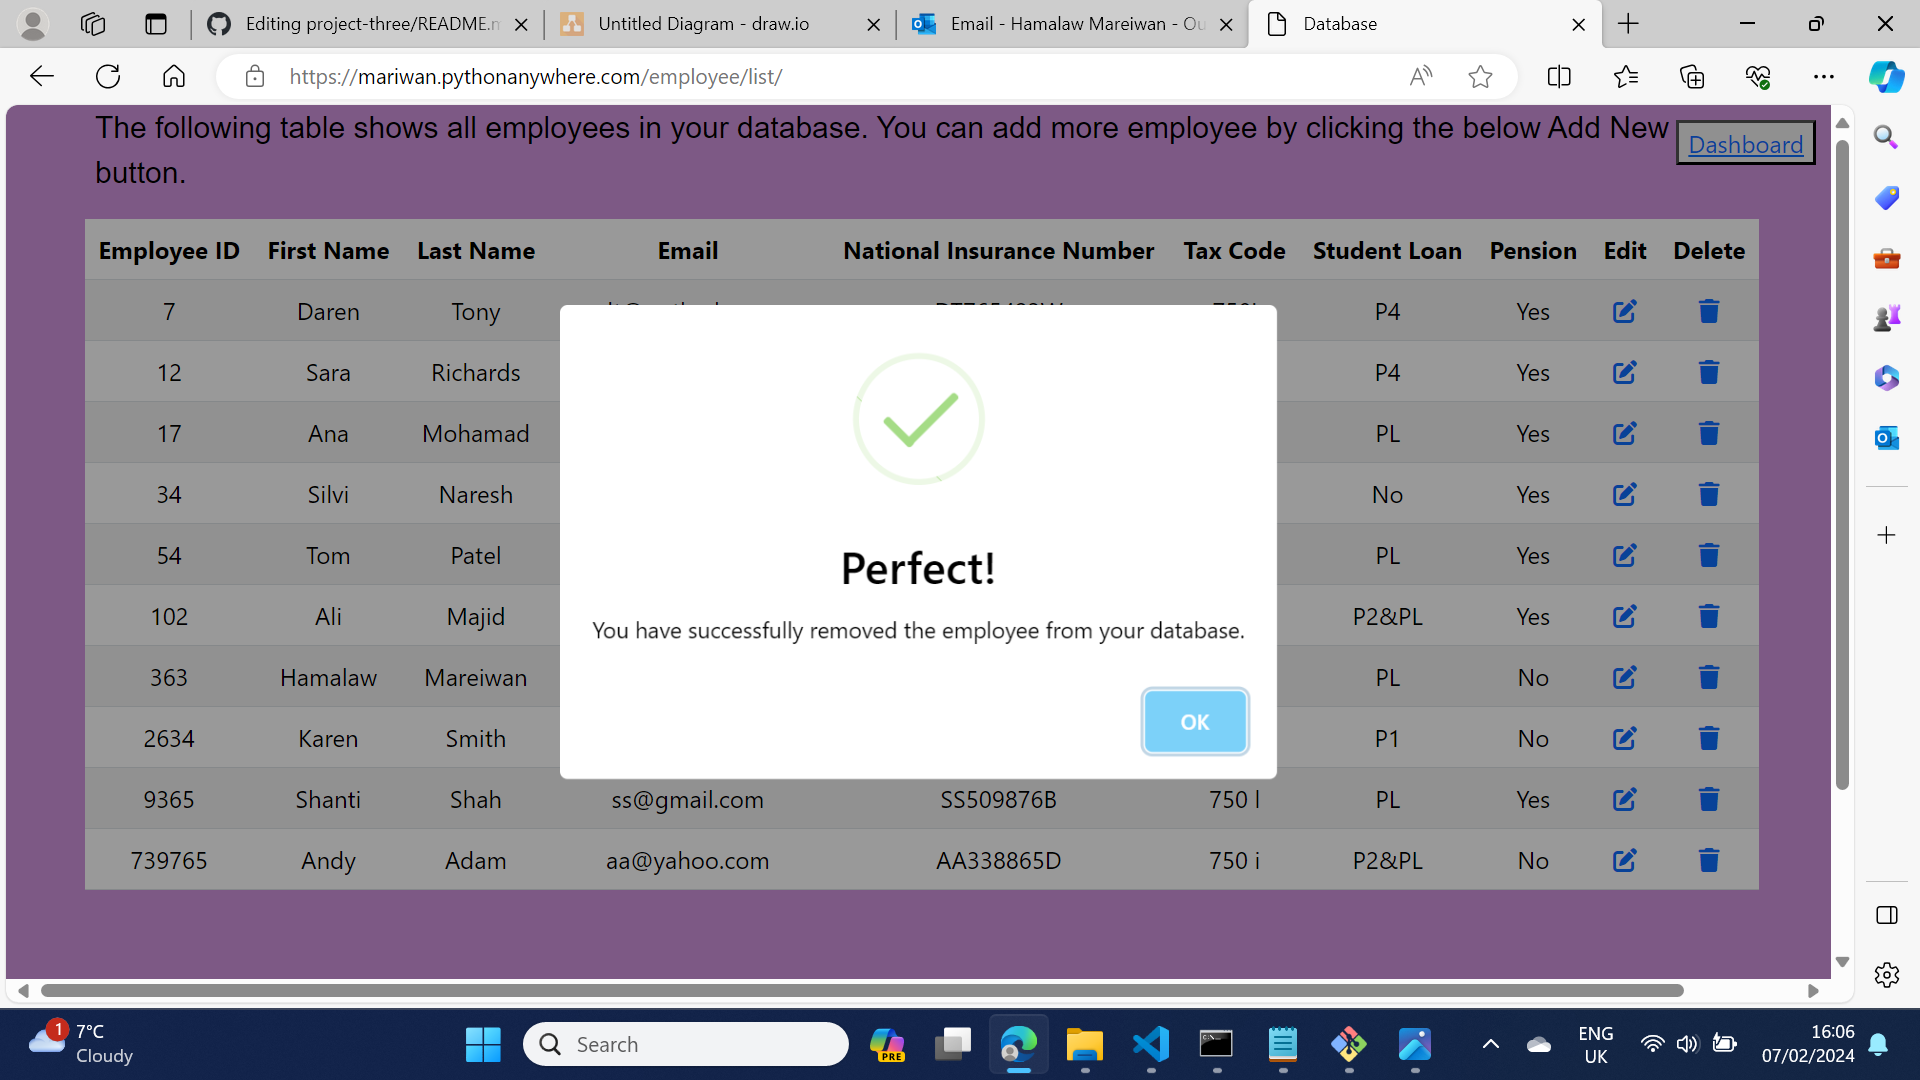 Editing project-three/README.m
Untitled Diagram - draw.io
Email - Hamalaw Mareiwan - Ou
Database
https://mariwan.pythonanywhere.com/employee/list/
The following table shows all employees in your database. You can add more employee by clicking the below Add New
button.
Dashboard
Employee ID First Name Last Name Email National Insurance Number Tax Code Student Loan Pension Edit Delete
7 Daren Tony P4 Yes
12 Sara Richards P4 Yes
17 Ana Mohamad PL Yes
34 Silvi Naresh No Yes
54 Tom Patel PL Yes
102 Ali Majid P2&PL Yes
363 Hamalaw Mareiwan PL No
2634 Karen Smith P1 No
9365 Shanti Shah ss@gmail.com SS509876B 750 l PL Yes
739765 Andy Adam aa@yahoo.com AA338865D 750 i P2&PL No
Perfect!
You have successfully removed the employee from your database.
OK
1
7°C
Cloudy
Search
PRE
ENG
UK
16:06
07/02/2024